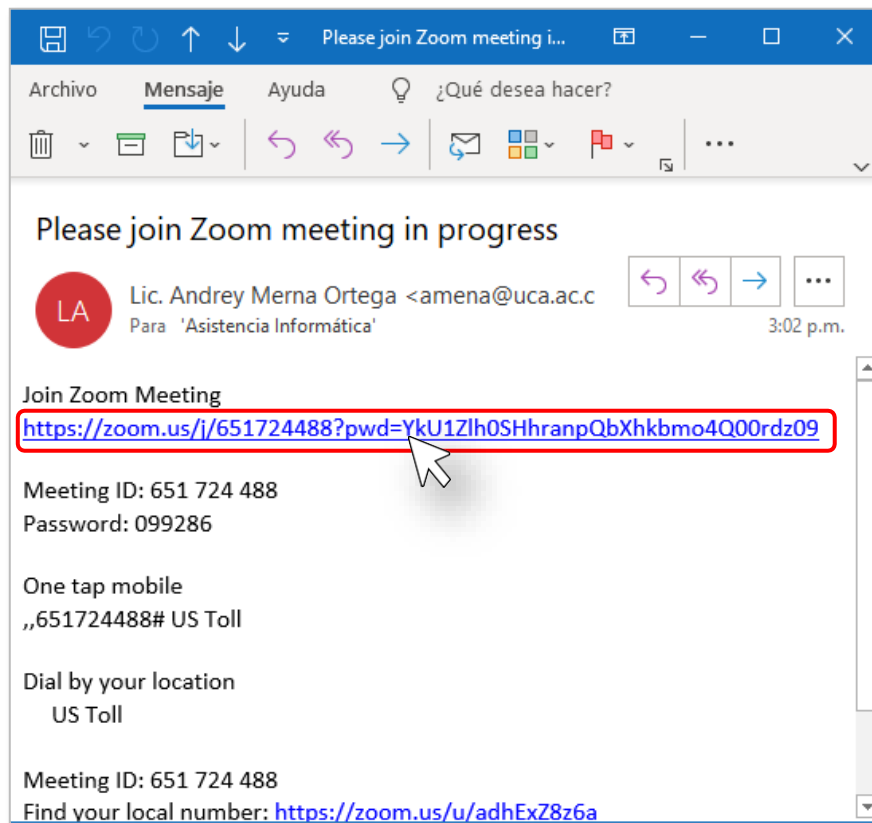 Please join Zoom meeting i...
Archivo Mensaje Ayuda ¿Qué desea hacer?
Please join Zoom meeting in progress
LA
Lic. Andrey Merna Ortega <amena@uca.ac.c
Para 'Asistencia Informática'
3:02 p.m.
Join Zoom Meeting
https://zoom.us/j/651724488?pwd=YkU1Zlh0SHhranpQbXhkbmo4Q00rdz09
Meeting ID: 651 724 488
Password: 099286
One tap mobile
,,651724488# US Toll
Dial by your location
US Toll
Meeting ID: 651 724 488
Find your local number: https://zoom.us/u/adhExZ8z6a